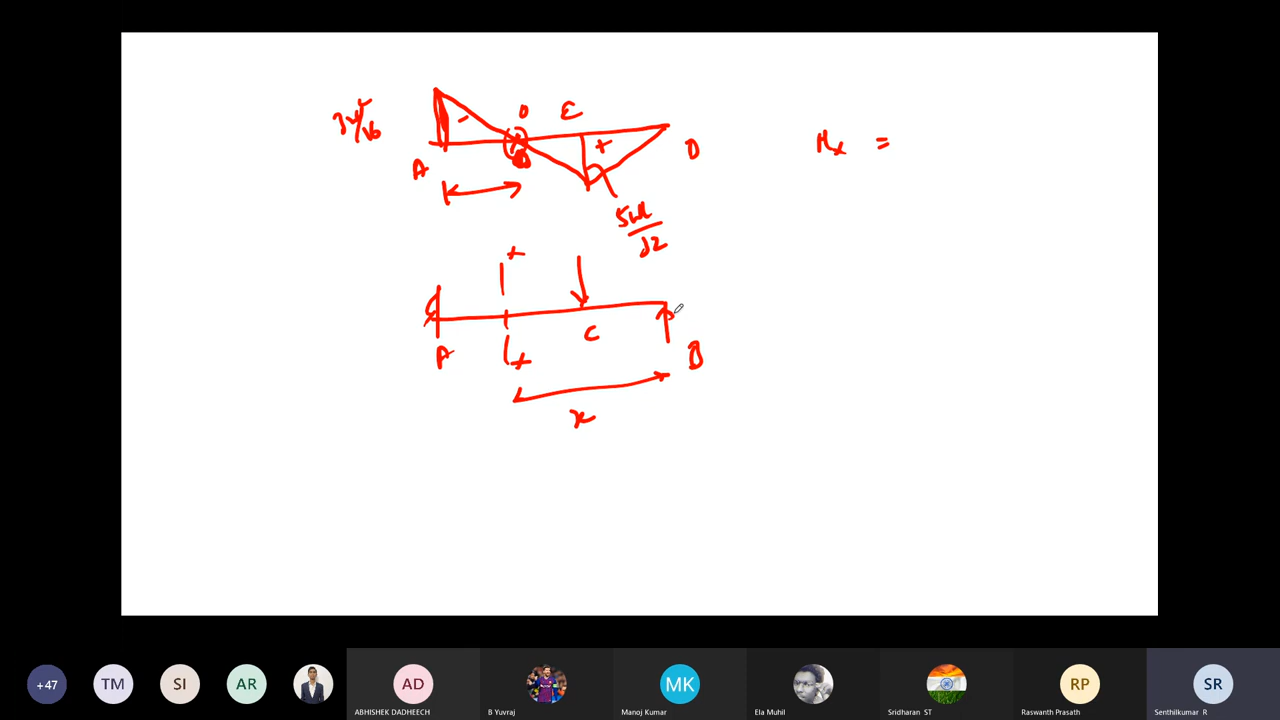 O E
3wl/16 - + D
A
Mx =
5wl
32
x
C
A x B
x
+47 TM SI AR AD MK RP SR
ABHISHEK DADHEECH B Yuvraj Manoj Kumar Ela Muhil Sridharan ST Raswanth Prasath Senthilkumar R